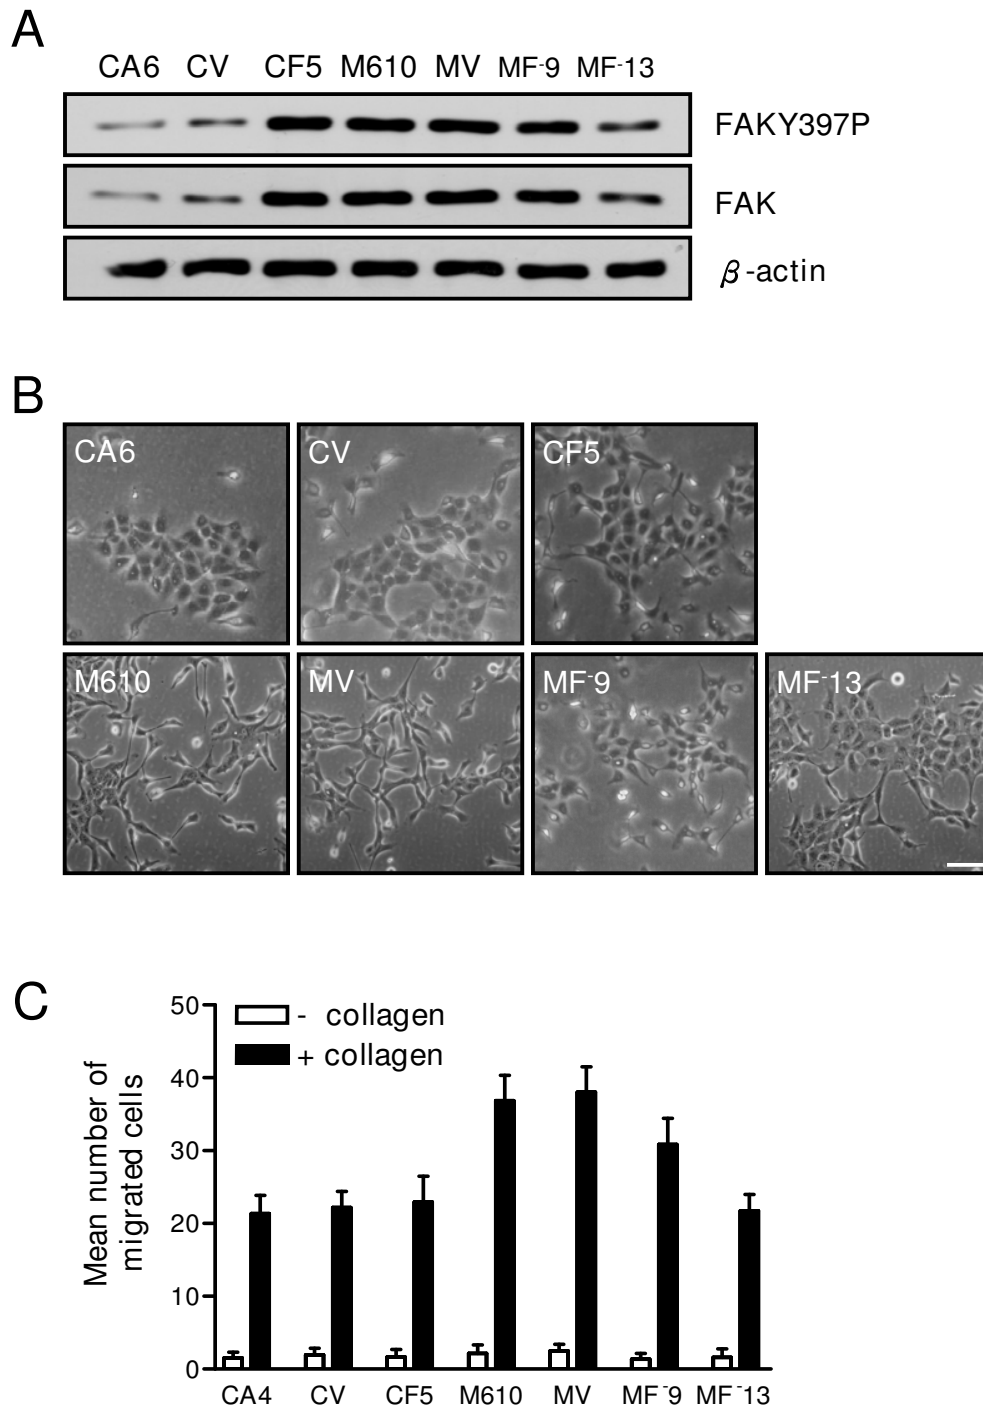 A
CA6 CV CF5 M610 MV MF-9 MF-13
FAKY397P
FAK
β-actin
B
CA6 CV CF5
M610 MV MF-9 MF-13
C
50
- collagen
+ collagen
40
30
20
10
0
Mean number of
migrated cells
CA4 CV CF5 M610 MV MF-9 MF-13